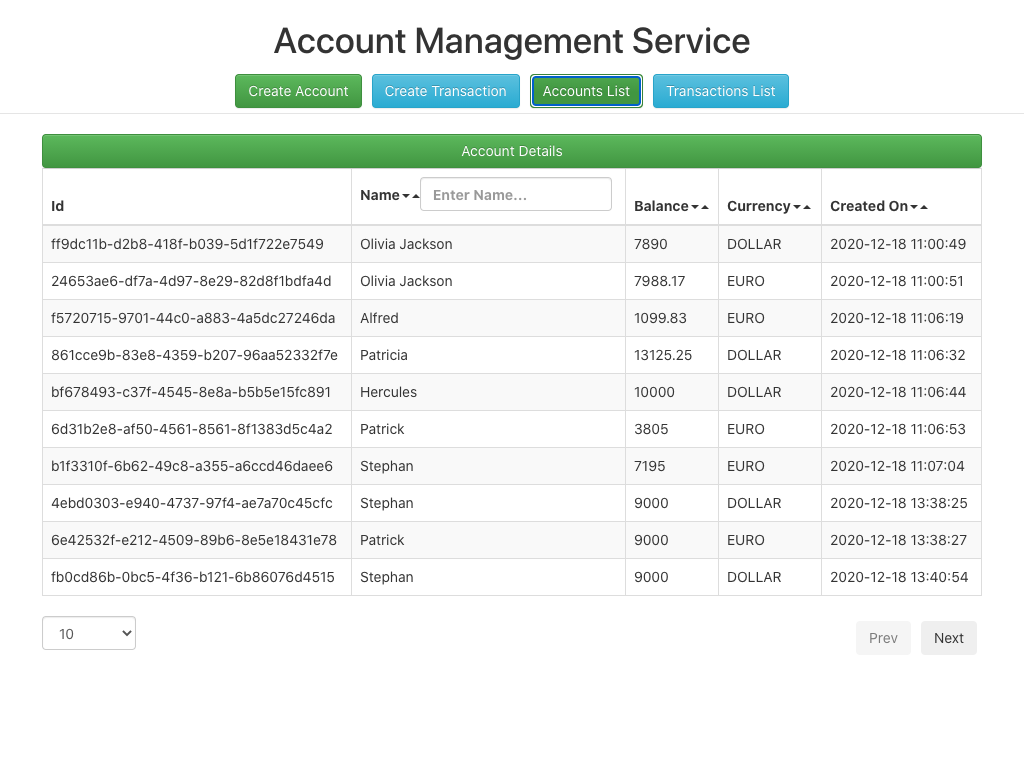 Account Management Service
Create Account Create Transaction Accounts List Transactions List
Account Details
Id Name Enter Name... Balance Currency Created On
ff9dc11b-d2b8-418f-b039-5d1f722e7549 Olivia Jackson 7890 DOLLAR 2020-12-18 11:00:49
24653ae6-df7a-4d97-8e29-82d8f1bdfa4d Olivia Jackson 7988.17 EURO 2020-12-18 11:00:51
f5720715-9701-44c0-a883-4a5dc27246da Alfred 1099.83 EURO 2020-12-18 11:06:19
861cce9b-83e8-4359-b207-96aa52332f7e Patricia 13125.25 DOLLAR 2020-12-18 11:06:32
bf678493-c37f-4545-8e8a-b5b5e15fc891 Hercules 10000 DOLLAR 2020-12-18 11:06:44
6d31b2e8-af50-4561-8561-8f1383d5c4a2 Patrick 3805 EURO 2020-12-18 11:06:53
b1f3310f-6b62-49c8-a355-a6ccd46daee6 Stephan 7195 EURO 2020-12-18 11:07:04
4ebd0303-e940-4737-97f4-ae7a70c45cfc Stephan 9000 DOLLAR 2020-12-18 13:38:25
6e42532f-e212-4509-89b6-8e5e18431e78 Patrick 9000 EURO 2020-12-18 13:38:27
fb0cd86b-0bc5-4f36-b121-6b86076d4515 Stephan 9000 DOLLAR 2020-12-18 13:40:54
10 Prev Next